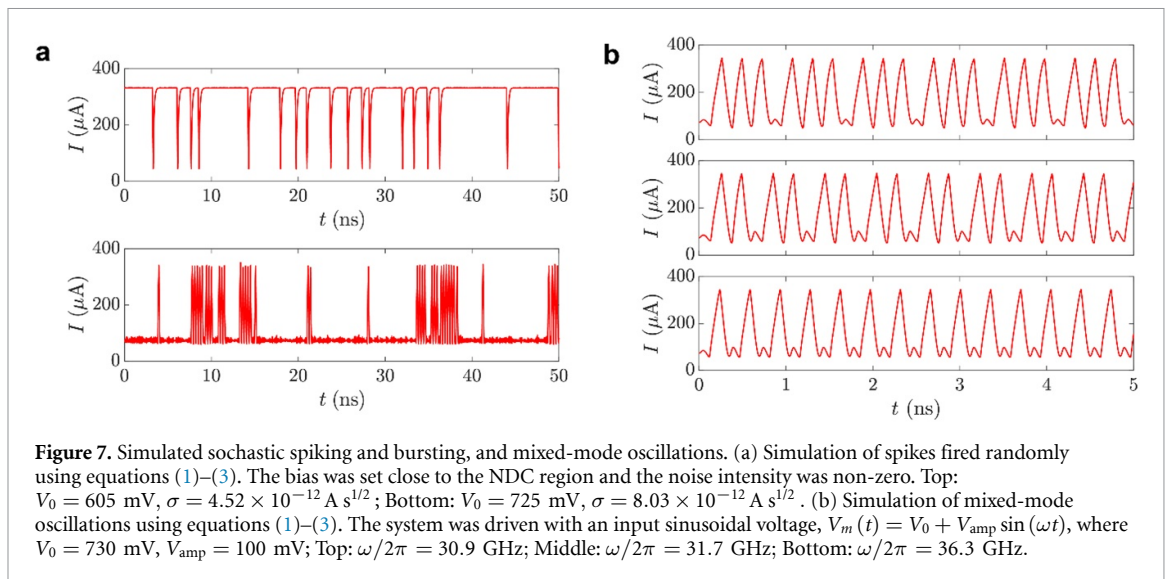 a
400
200
0
I (μA)
0 10 20 30 40 50
t (ns)
400
200
0
I (μA)
0 10 20 30 40 50
t (ns)
b
400
200
0
I (μA)
400
200
0
I (μA)
400
200
0
I (μA)
0 1 2 3 4 5
t (ns)
Figure 7. Simulated sochastic spiking and bursting, and mixed-mode oscillations. (a) Simulation of spikes fired randomly
using equations (1)–(3). The bias was set close to the NDC region and the noise intensity was non-zero. Top:
V₀ = 605 mV, σ = 4.52 × 10⁻¹² A s^{1/2}; Bottom: V₀ = 725 mV, σ = 8.03 × 10⁻¹² A s^{1/2}. (b) Simulation of mixed-mode
oscillations using equations (1)–(3). The system was driven with an input sinusoidal voltage, Vₘ (t) = V₀ + V_{amp} sin (ωt), where
V₀ = 730 mV, V_{amp} = 100 mV; Top: ω/2π = 30.9 GHz; Middle: ω/2π = 31.7 GHz; Bottom: ω/2π = 36.3 GHz.